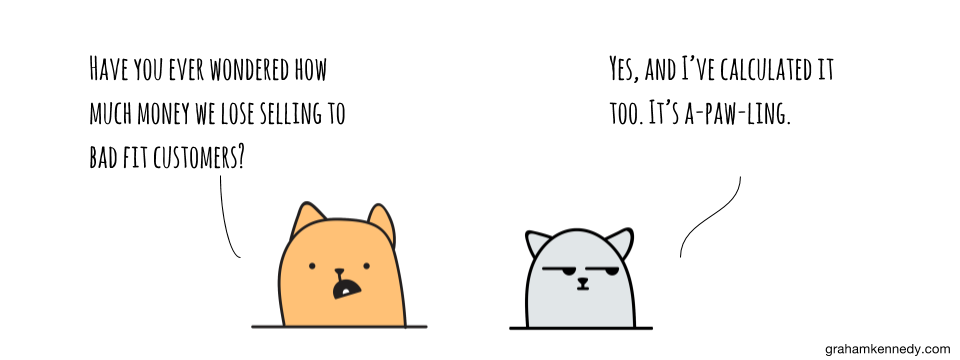 Have you ever wondered how
much money we lose selling to
bad fit customers?
Yes, and I've calculated it
too. It's a-paw-ling.
grahamkennedy.com